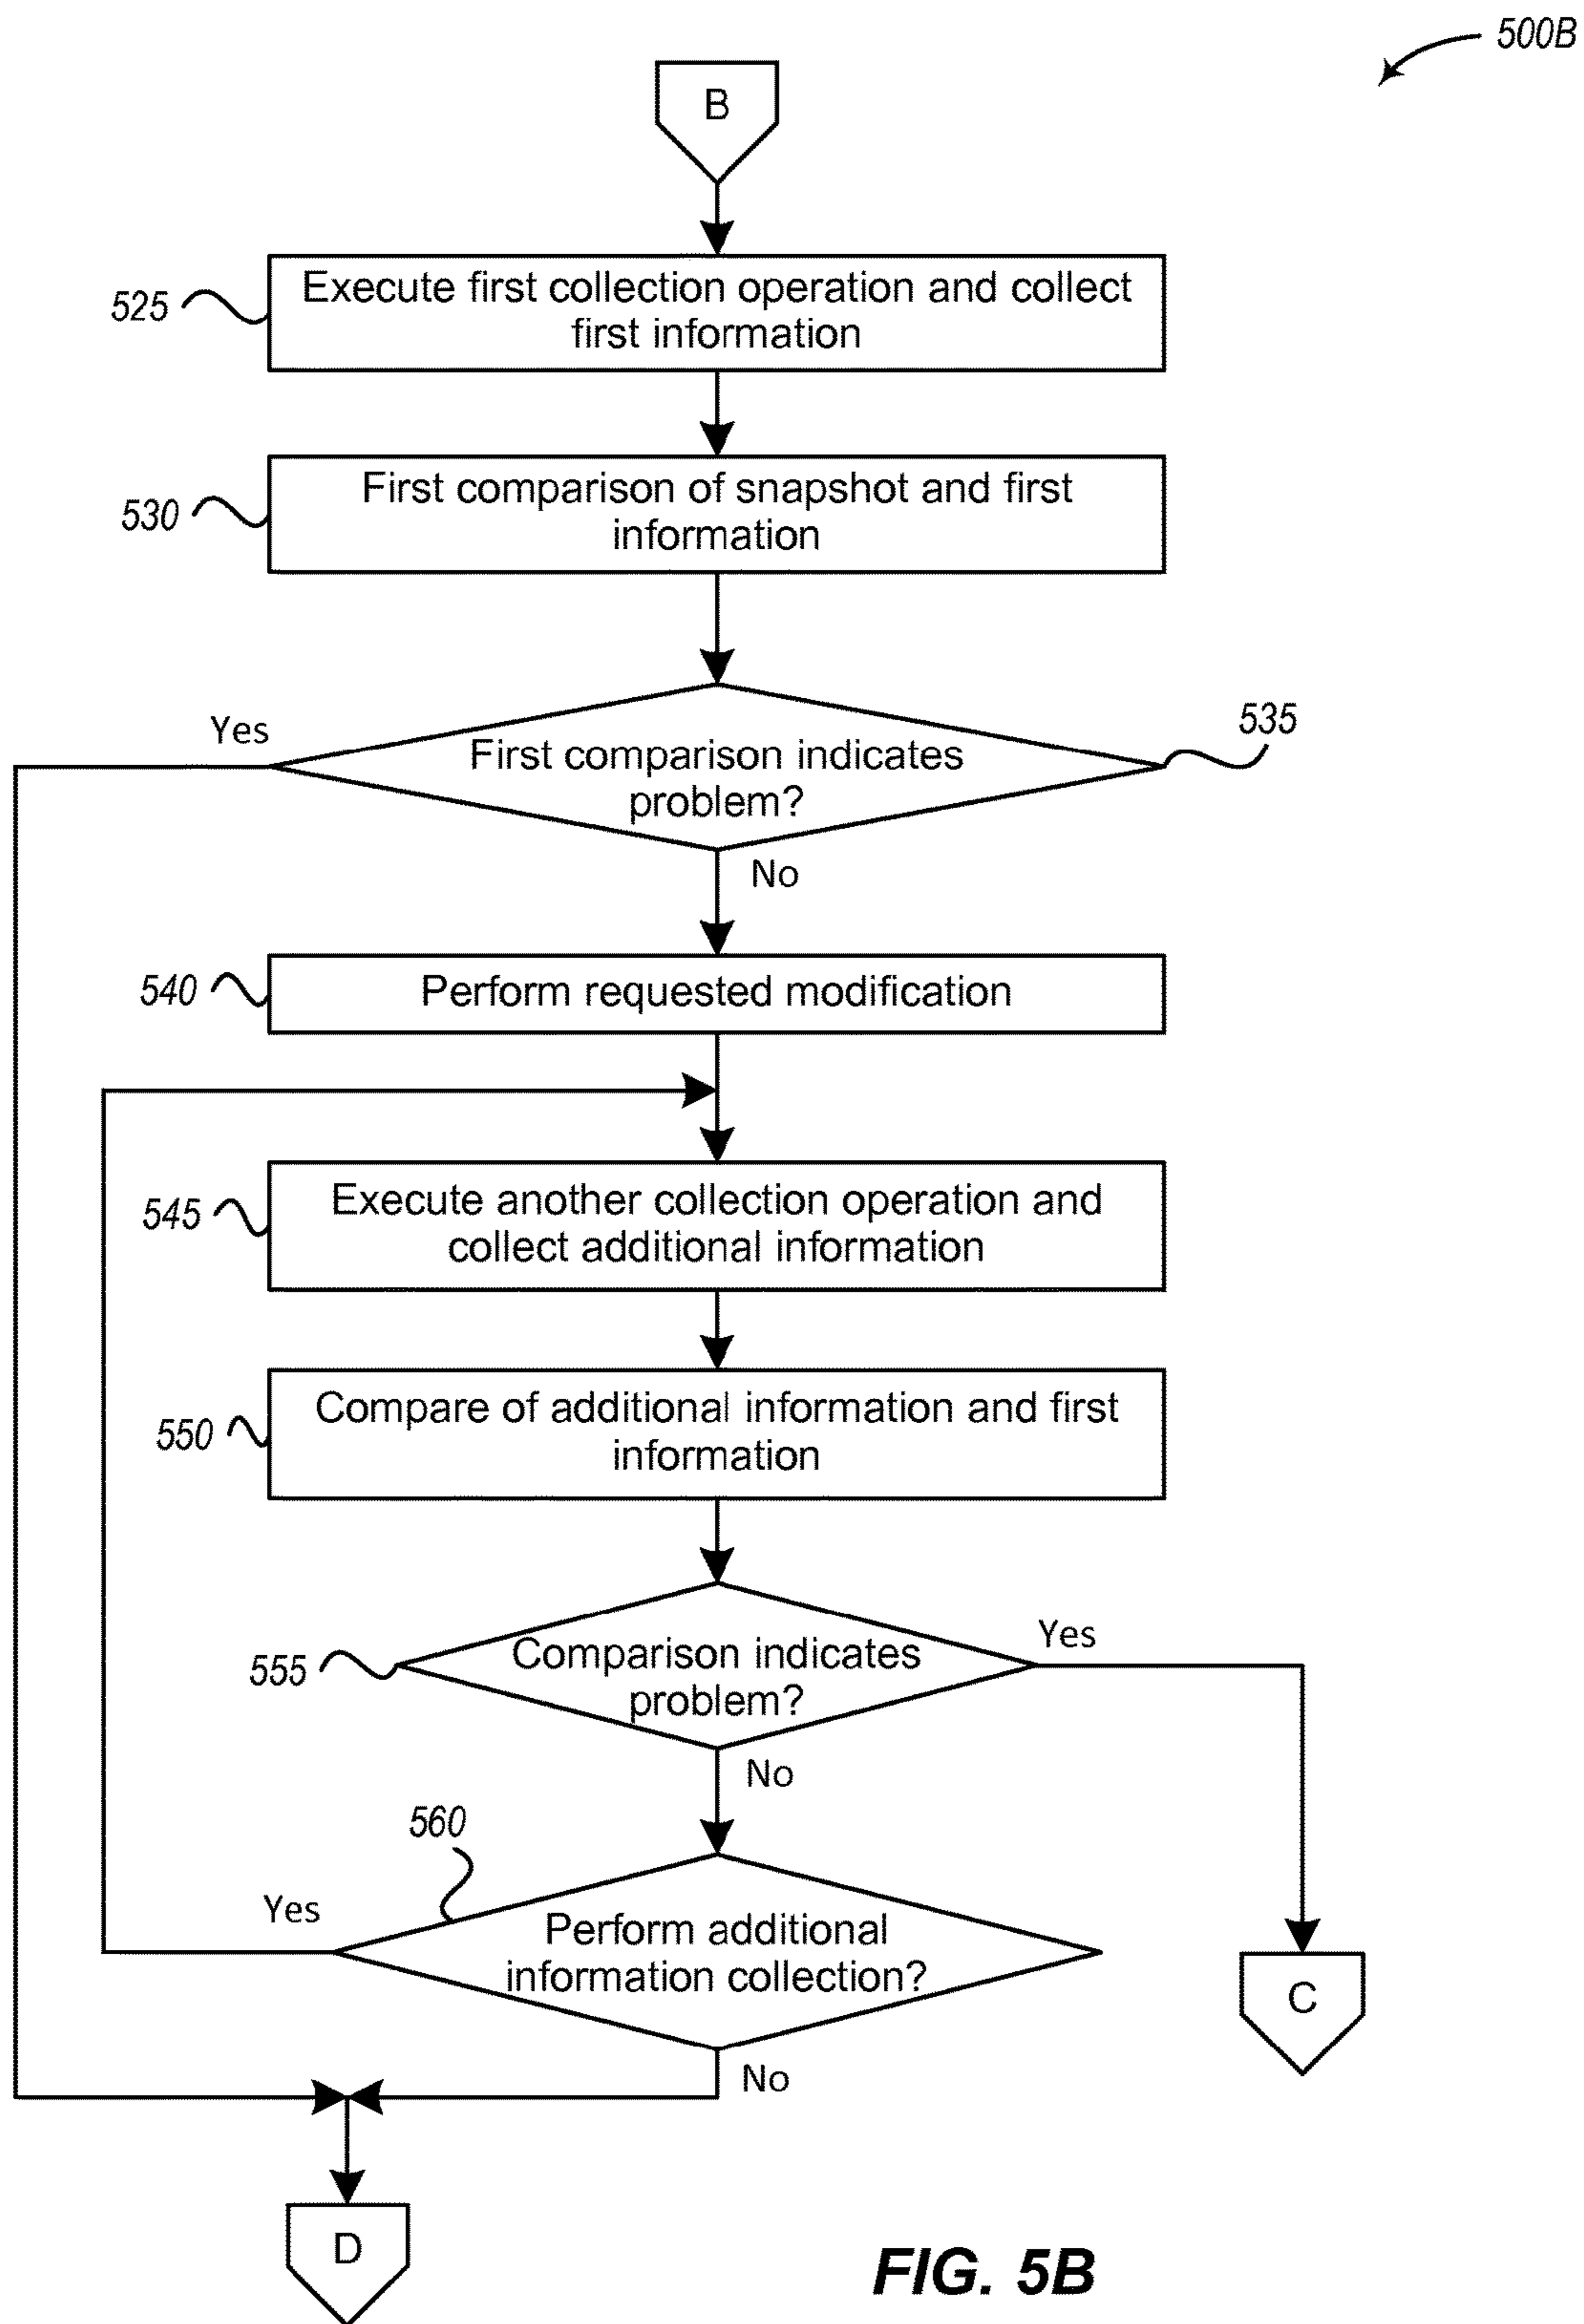 500B
B
525
Execute first collection operation and collect
first information
530
First comparison of snapshot and first
information
Yes
535
First comparison indicates
problem?
No
540
Perform requested modification
545
Execute another collection operation and
collect additional information
550
Compare of additional information and first
information
555
Comparison indicates
problem?
Yes
No
560
Yes
Perform additional
information collection?
C
No
D
FIG. 5B